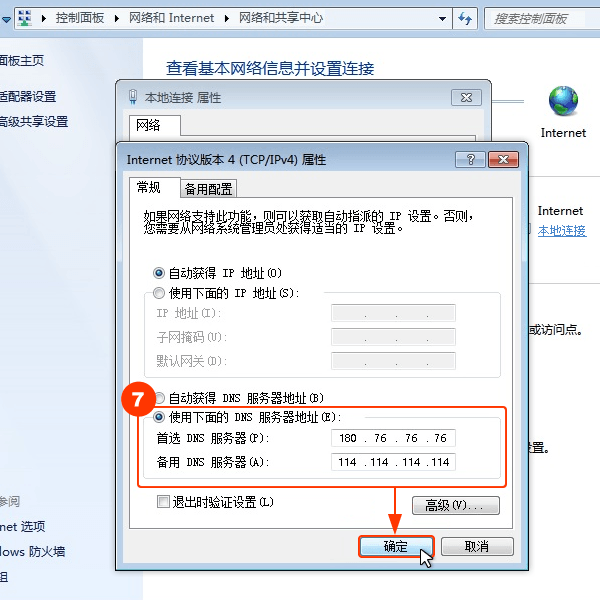 控制面板 网络和 Internet 网络和共享中心
搜索控制面板
面板主页
适配器设置
高级共享设置
查看基本网络信息并设置连接
本地连接 属性
网络
Internet
Internet
本地连接
Internet 协议版本 4 (TCP/IPv4) 属性
常规 备用配置
如果网络支持此功能，则可以获取自动指派的 IP 设置。否则，
您需要从网络系统管理员处获得适当的 IP 设置。
自动获得 IP 地址(O)
使用下面的 IP 地址(S):
IP 地址(I):
子网掩码(U):
默认网关(D):
或访问点。
7
自动获得 DNS 服务器地址(B)
使用下面的 DNS 服务器地址(E):
首选 DNS 服务器(P): 180 . 76 . 76 . 76
备用 DNS 服务器(A): 114 . 114 . 114 . 114
置。
退出时验证设置(L)
高级(V)...
确定 取消
参阅
net 选项
lows 防火墙
组